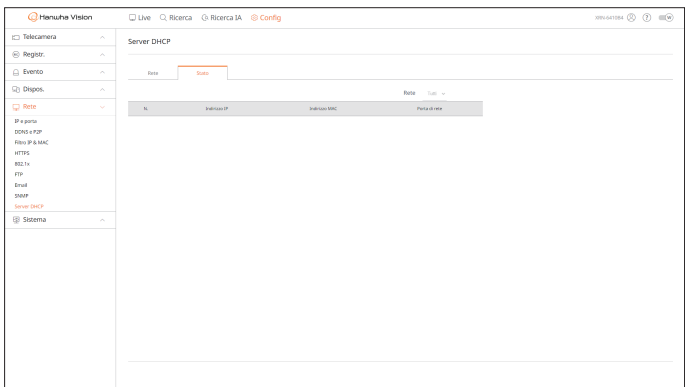 Hanwha Vision
Live Ricerca Ricerca IA Config
Telecamera
Registr.
Evento
Dispos.
Rete
IP e porta
DDNS e P2P
Filtro IP & MAC
HTTPS
802.1x
FTP
Email
SNMP
Server DHCP
Sistema
Server DHCP
Rete Stato
Rete Tutti
N. Indirizzo IP Indirizzo MAC Porta di rete